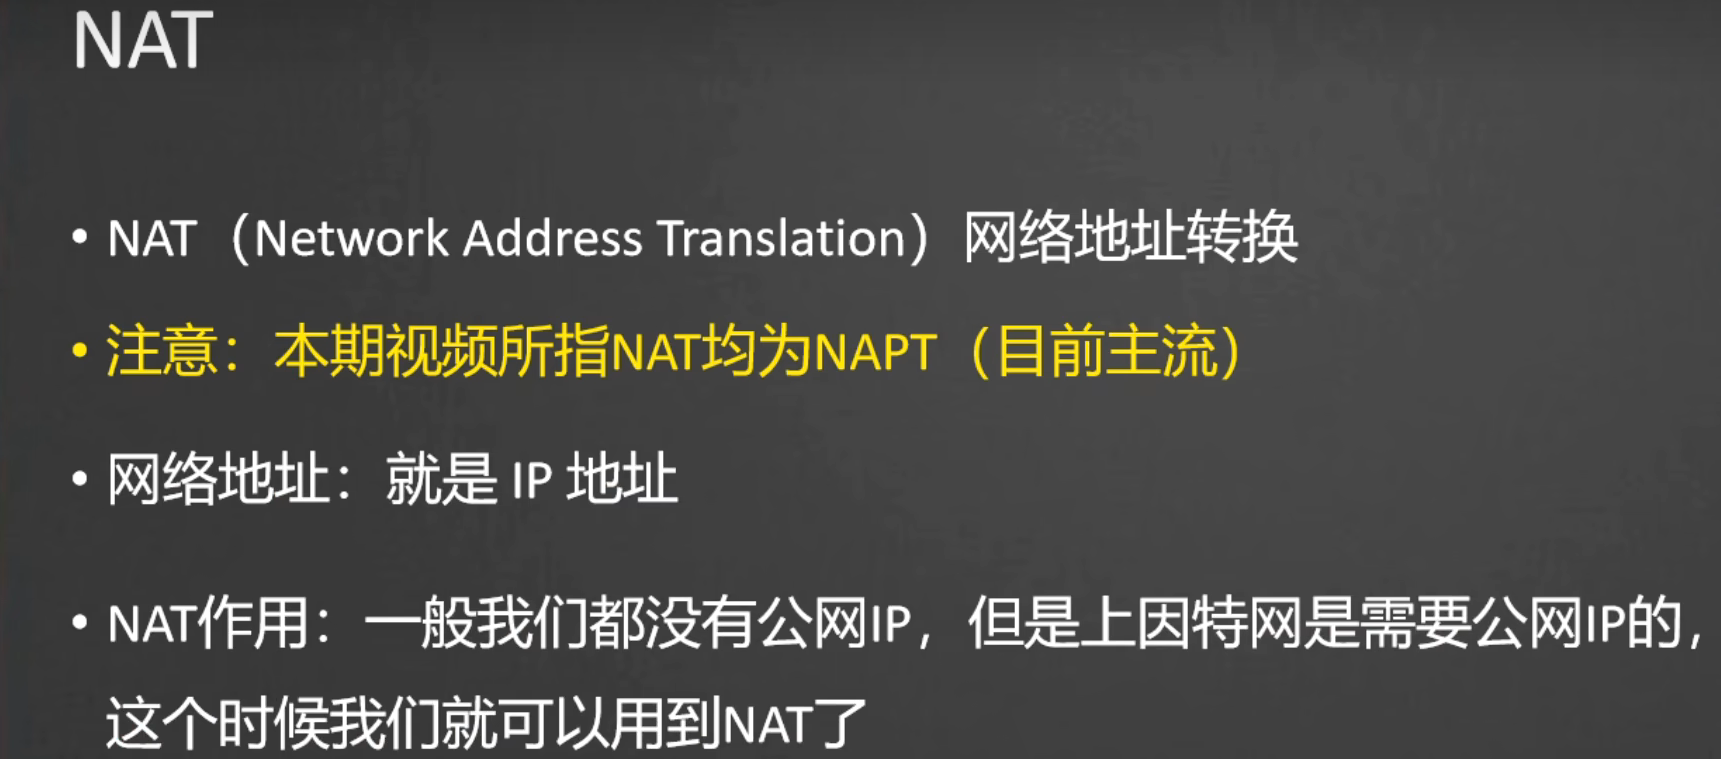 NAT
• NAT（Network Address Translation）网络地址转换
• 注意：本期视频所指NAT均为NAPT（目前主流）
• 网络地址：就是 IP 地址
• NAT作用：一般我们都没有公网IP，但是上因特网是需要公网IP的，
这个时候我们就可以用到NAT了